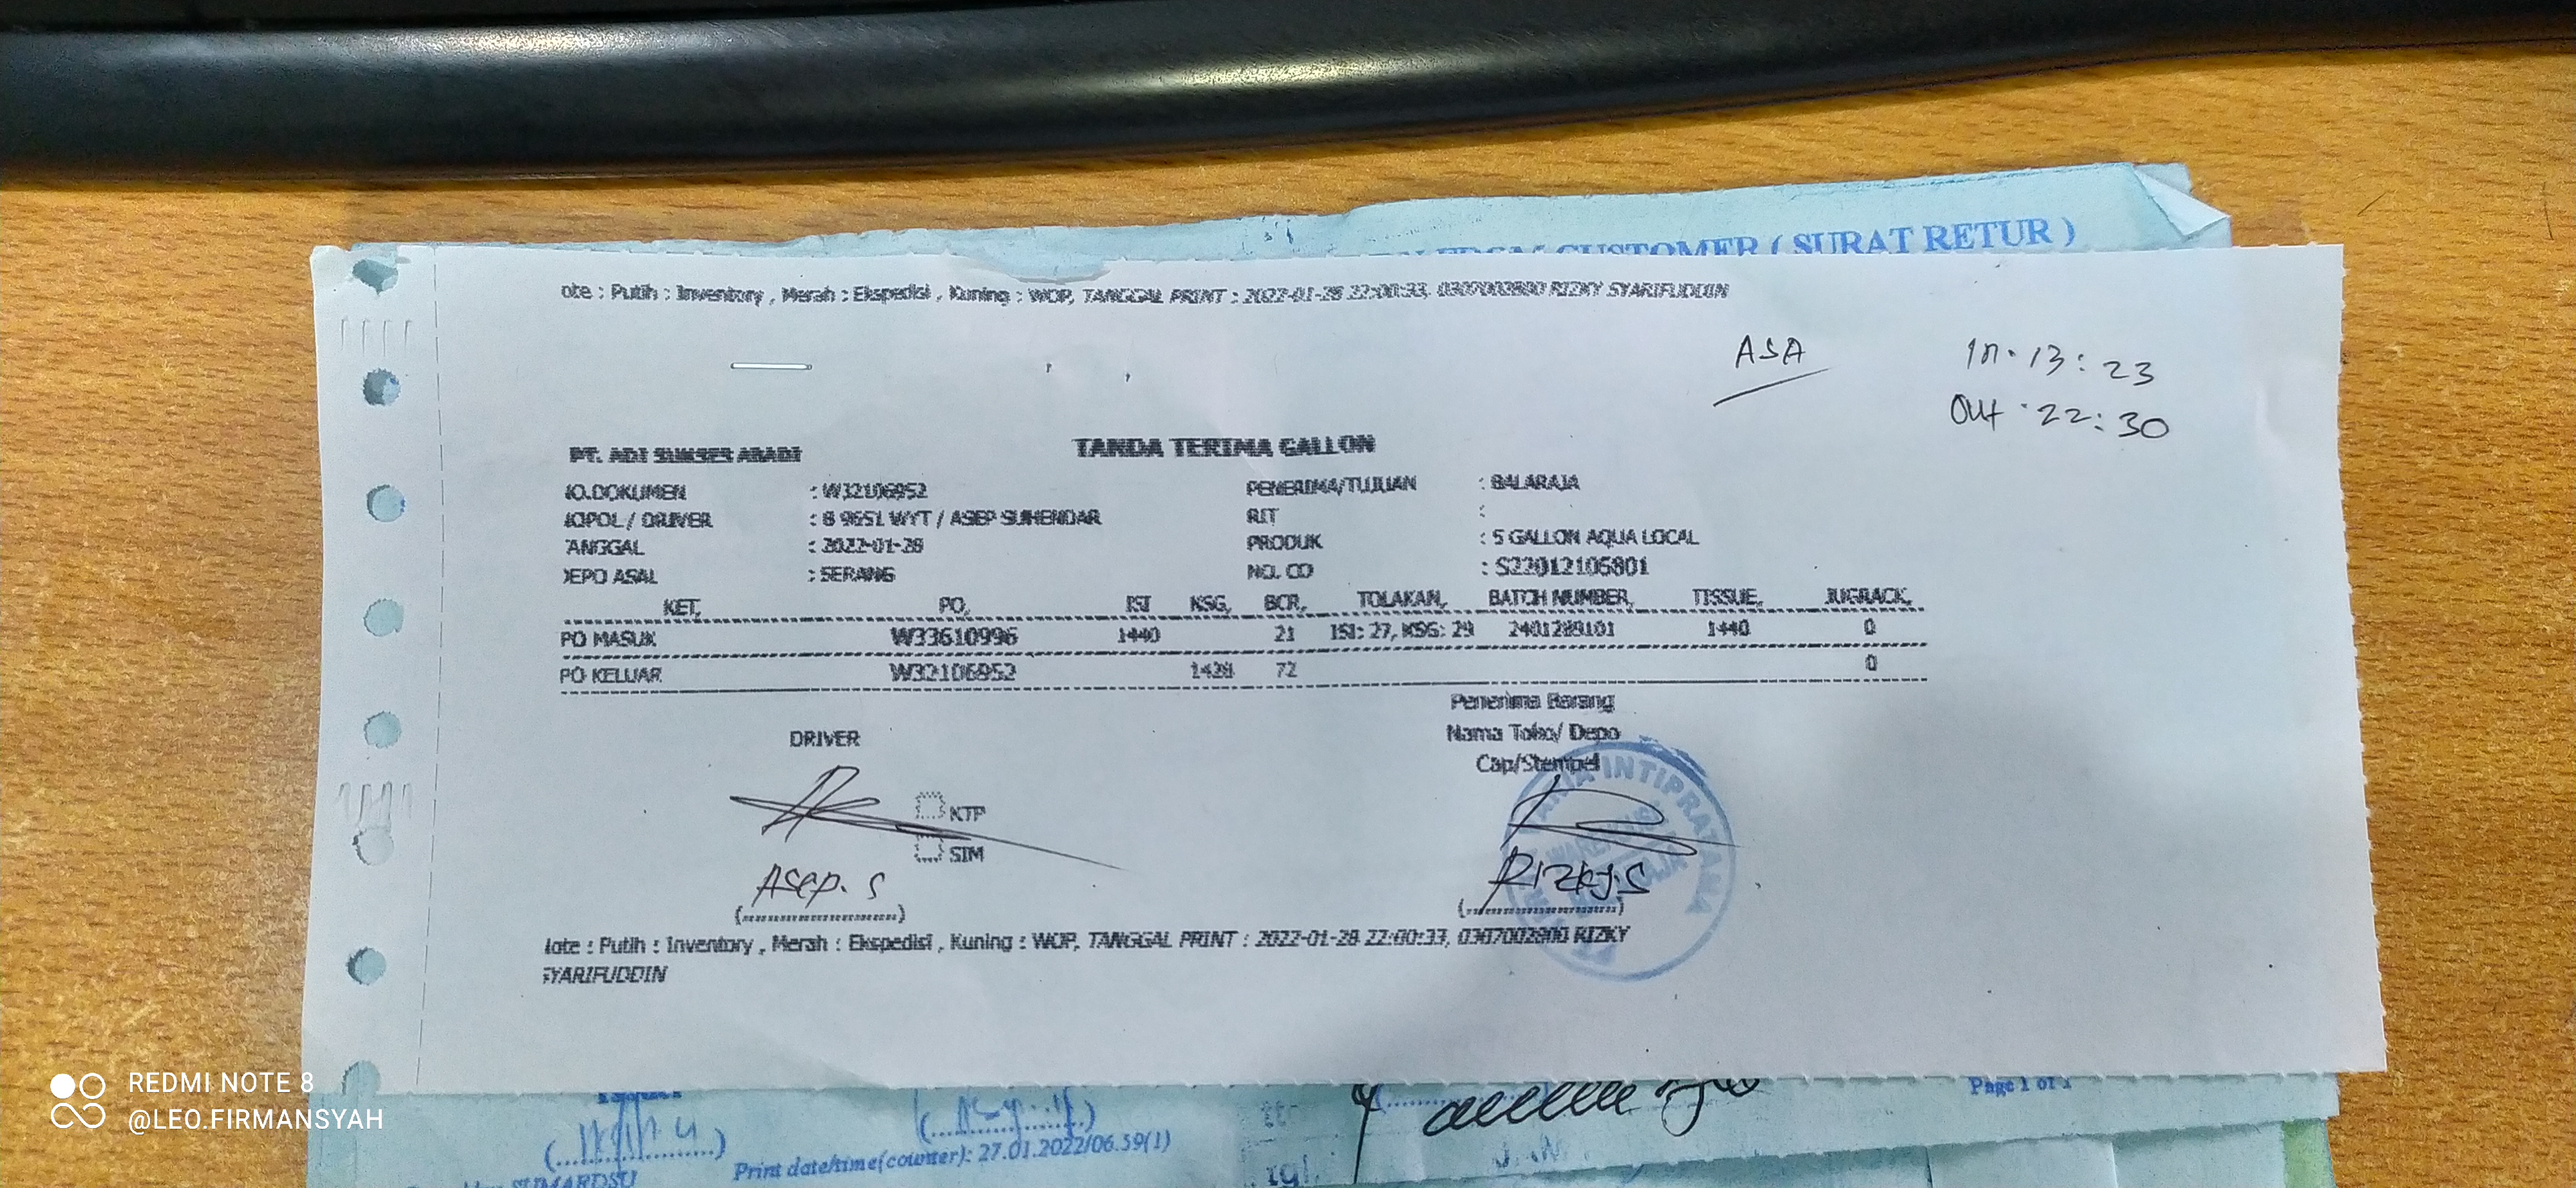 CUSTOMER ( SURAT RETUR )
ote : Putih : Inventory , Merah : Ekspedisi , Kuning : WOP, TANGGAL PRINT : 2022-01-28 22:00:33, 0307002800 RIZKY SYARIFUDDIN
ASA
In . 13 : 23
Out . 22 : 30
PT. ADI SUKSES ABADI
TANDA TERIMA GALLON
IO.DOKUMEN : W32106952 PENERIMA/TUJUAN : BALARAJA
IOPOL / DRIVER : B 9651 WYT / ASEP SUHENDAR RIT :
TANGGAL : 2022-01-28 PRODUK : 5 GALLON AQUA LOCAL
DEPO ASAL : SERANG NO. CO : S22012105801
KET, PO, ISI KSG, BCR, TOLAKAN, BATCH NUMBER, TISSUE, JUGRACK,
PO MASUK W33610996 1440 21 ISI: 27, KSG: 29 2401289101 1440 0
PO KELUAR W32106952 1428 72 0
Penerima Barang
Nama Toko/ Depo
Cap/Stempel
DRIVER
KTP
SIM
INTIPRATAMA
Asep. S
Rizky.S
lote : Putih : Inventory , Merah : Ekspedisi , Kuning : WOP, TANGGAL PRINT : 2022-01-28 22:00:33, 0307002800 RIZKY
SYARIFUDDIN
Page 1 of 1
Print date/time(counter): 27.01.2022/06.59(1)
SUMARDSU
REDMI NOTE 8
@LEO.FIRMANSYAH